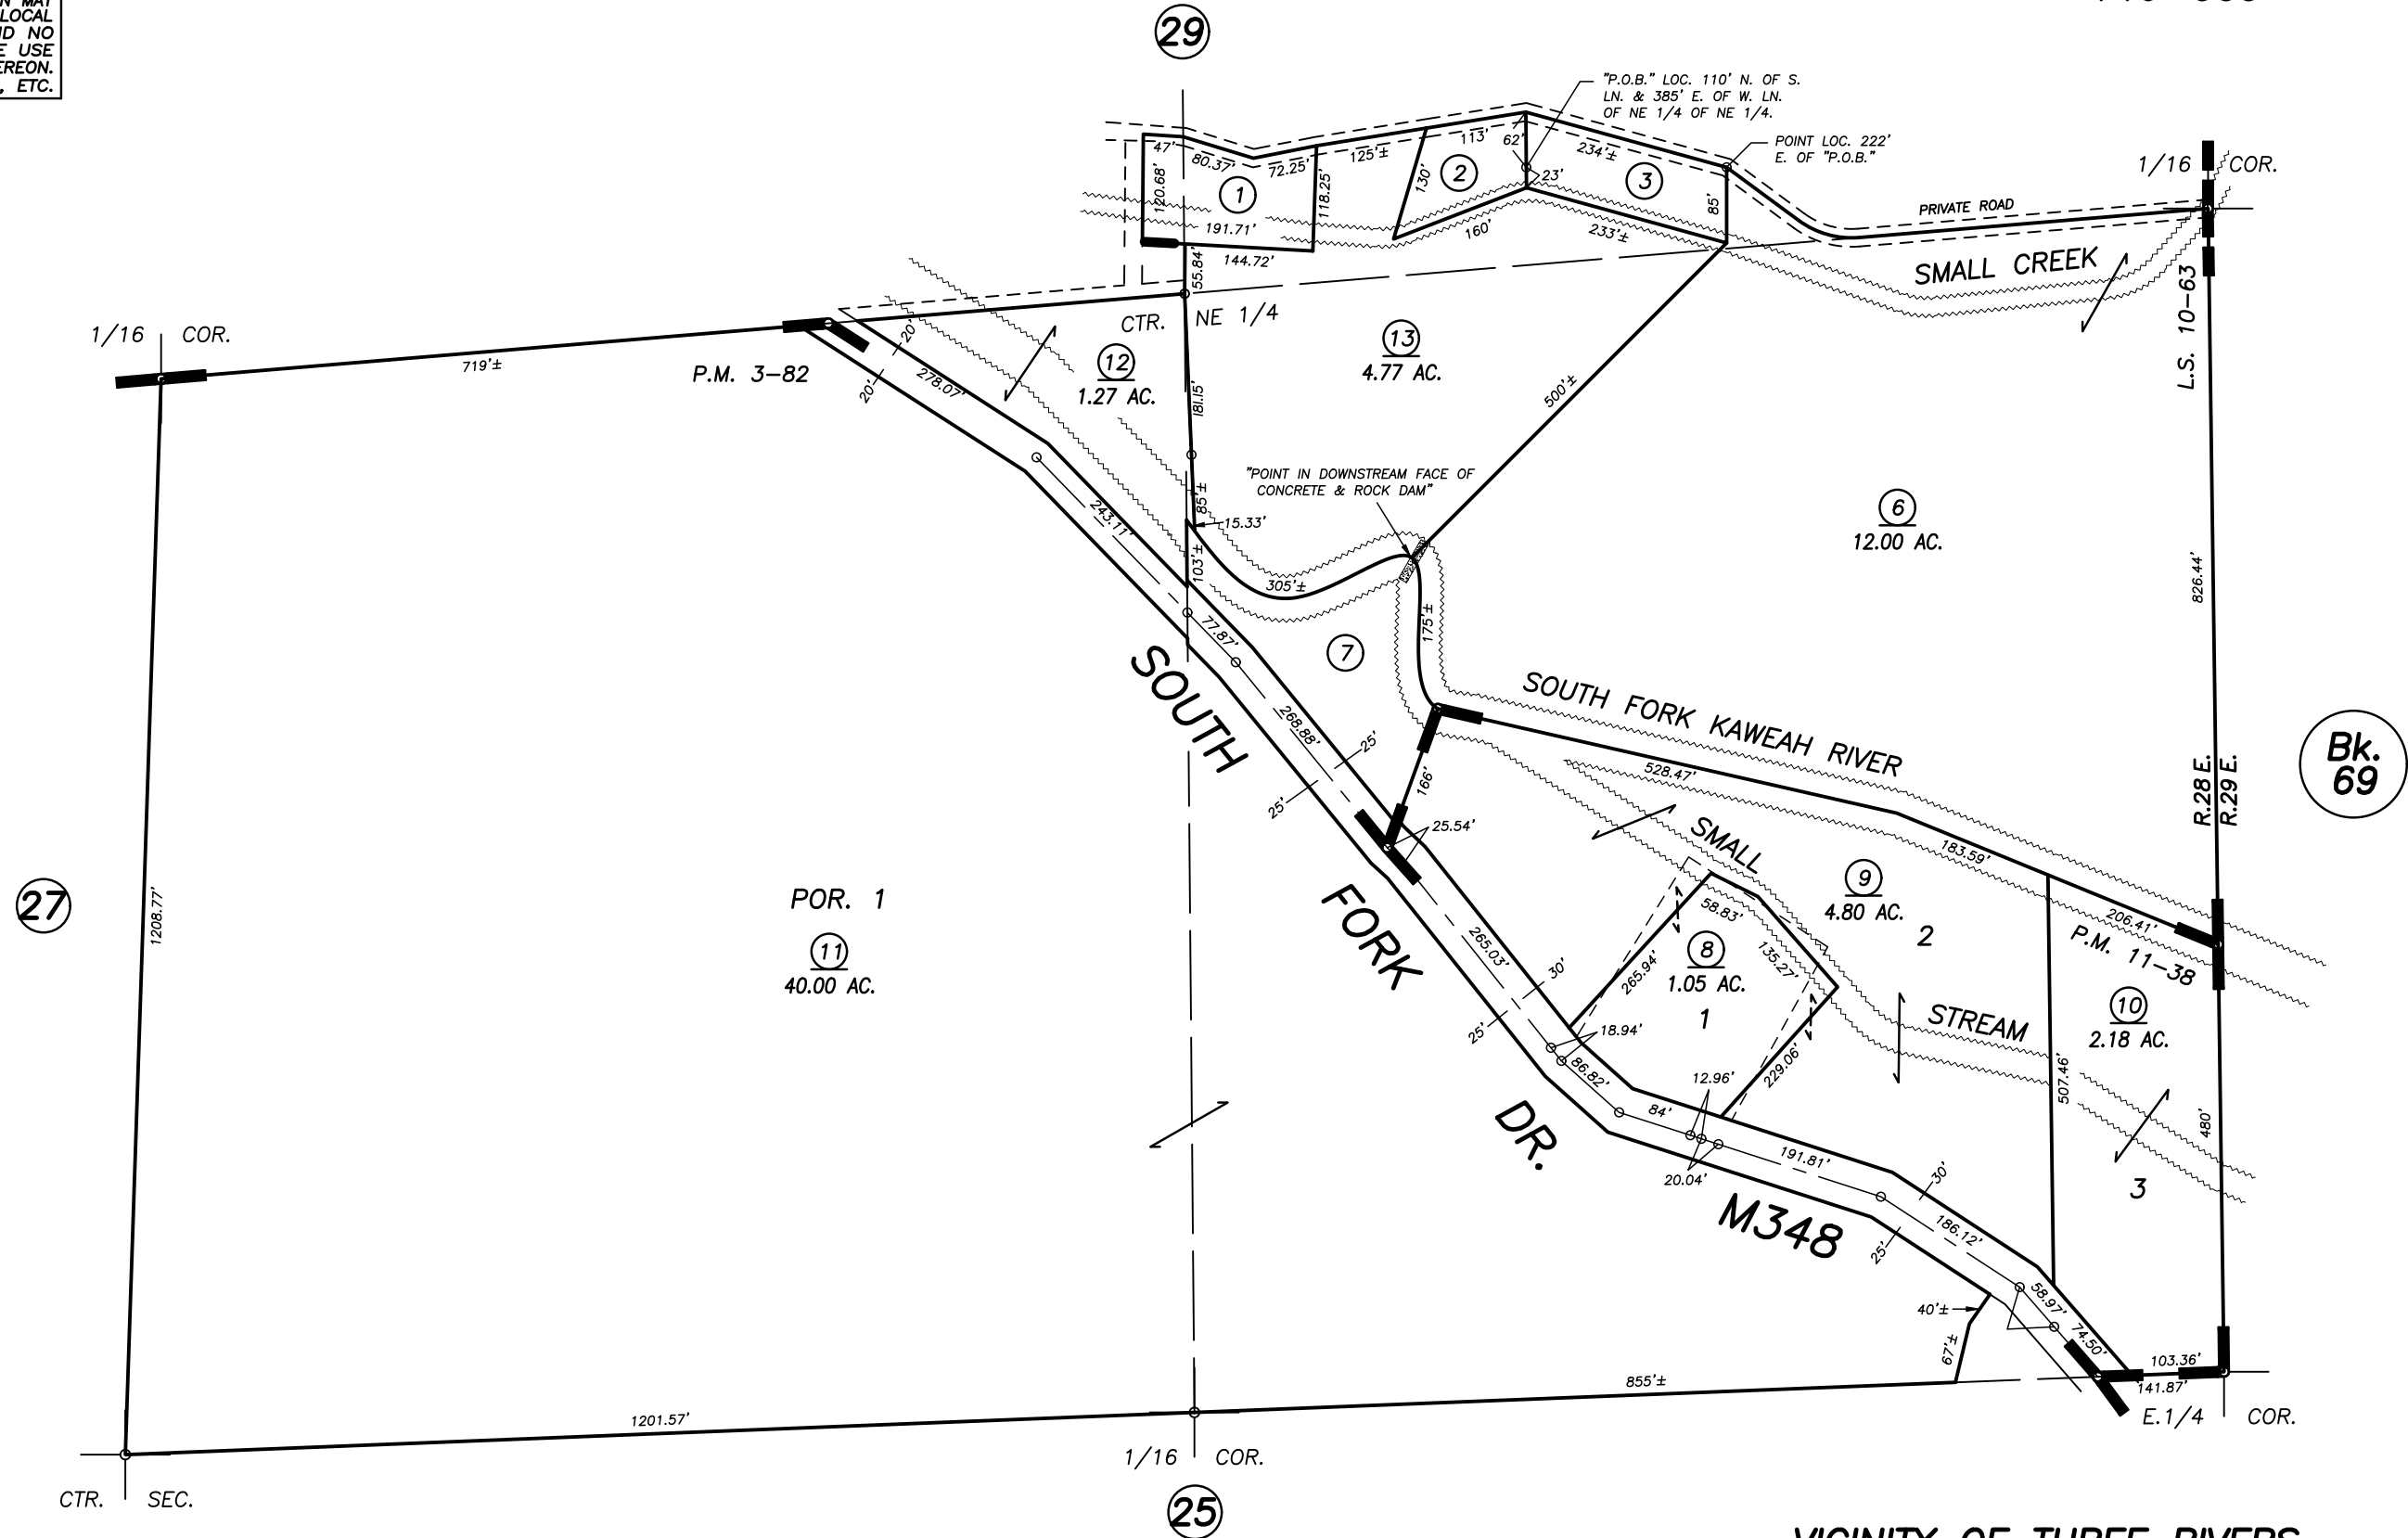 LOCAL
ND NO
E USE
EREON.
, ETC.
29
"P.O.B." LOC. 110' N. OF S.
LN. & 385' E. OF W. LN.
OF NE 1/4 OF NE 1/4.
POINT LOC. 222'
E. OF "P.O.B."
1/16 COR.
47'
80.37'
72.25'
125'±
113'
62'
234'±
23'
120.68'
1
118.25'
130'
2
3
85'
PRIVATE ROAD
191.71'
160'
233'±
144.72'
55.84'
SMALL CREEK
L.S. 10-63
1/16 COR.
719'±
P.M. 3-82
20'
20'
278.07'
CTR. NE 1/4
12
1.27 AC.
13
4.77 AC.
181.15'
500'±
"POINT IN DOWNSTREAM FACE OF
CONCRETE & ROCK DAM"
85'±
15.33'
243.11'
103'±
305'±
6
12.00 AC.
826.44'
175'±
77.87'
7
SOUTH FORK KAWEAH RIVER
268.88'
25'
25'
166'
528.47'
R.28 E.
R.29 E.
Bk.
69
25.54'
SMALL
183.59'
9
4.80 AC.
2
206.41'
P.M. 11-38
27
1208.77'
POR. 1
11
40.00 AC.
SOUTH
FORK
DR.
M348
265.03'
30'
25'
265.94'
58.83'
135.27'
8
1.05 AC.
1
18.94'
STREAM
10
2.18 AC.
86.82'
12.96'
229.06'
507.46'
480'
84'
20.04'
191.81'
30'
25'
186.12'
3
40'±
58.97'
67'±
74.50'
103.36'
141.87'
855'±
1201.57'
E.1/4 COR.
1/16 COR.
CTR. SEC.
25
VICINITY OF THREE RIVERS